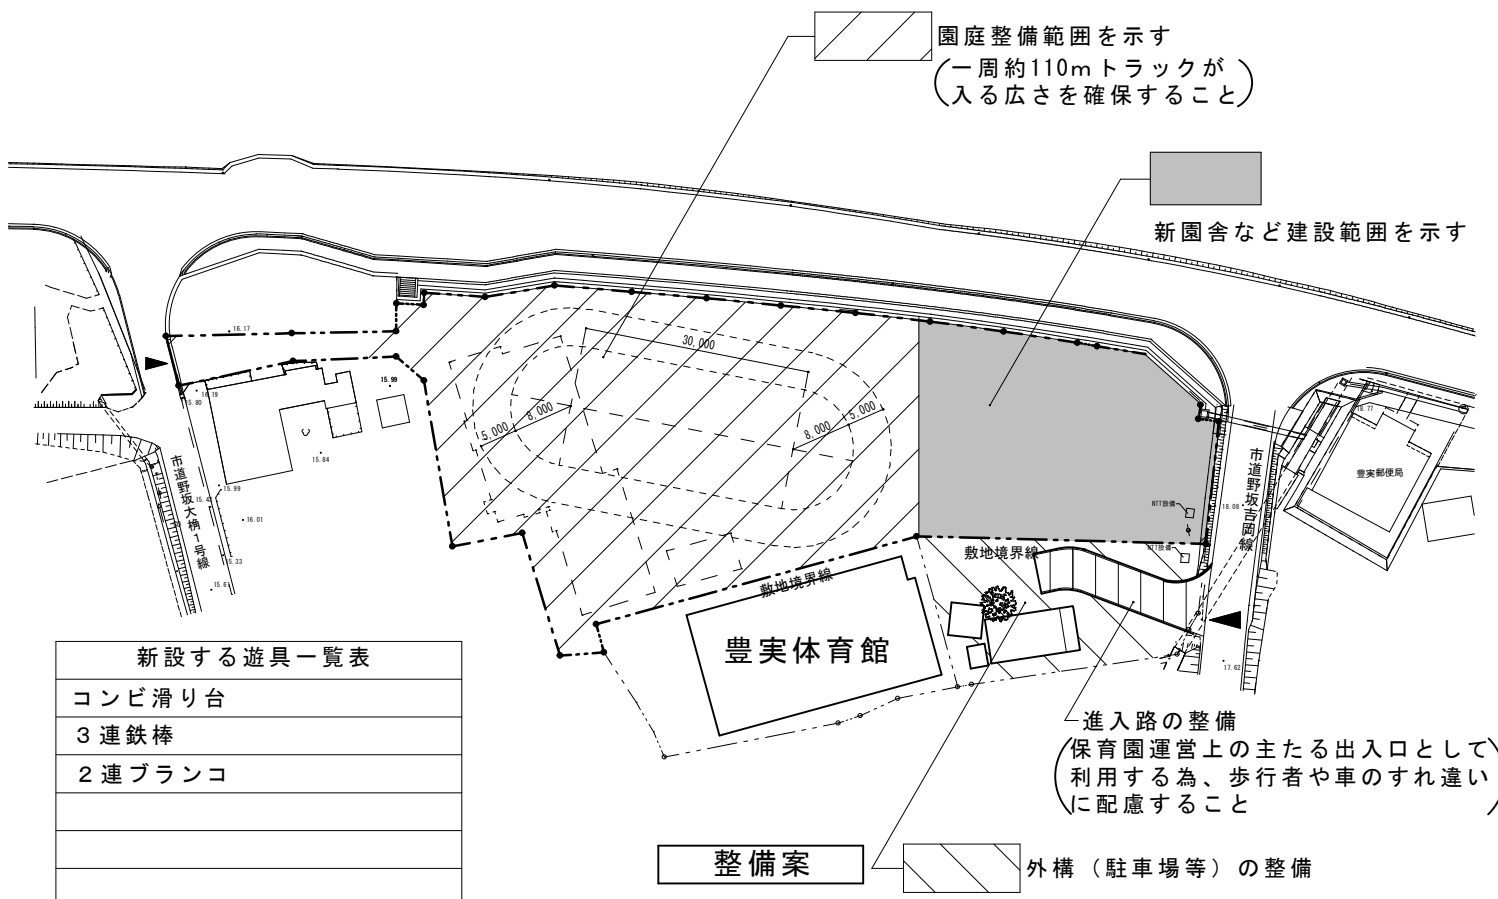 園庭整備範囲を示す
(一周約110mトラックが
入る広さを確保すること)
新園舎など建設範囲を示す
16.17
30,000
8,000
5,000
8,000
5,000
15.99
16.19
15.80
15.84
15.99
16.01
15.33
市道野坂大桷1号線
市道野坂吉岡線
18.77
豊実郵便局
18.08
NTT設備
NTT設備
敷地境界線
敷地境界線
豊実体育館
17.62
新設する遊具一覧表
コンビ滑り台
3連鉄棒
2連ブランコ
進入路の整備
(保育園運営上の主たる出入口として
利用する為、歩行者や車のすれ違い
に配慮すること)
整備案
外構(駐車場等)の整備